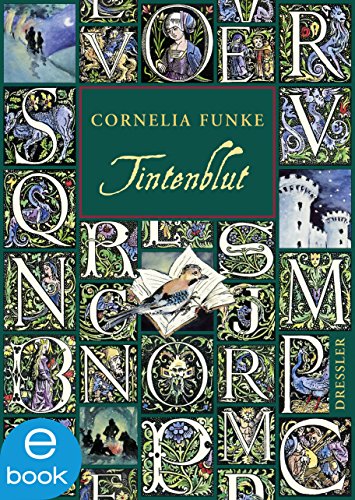 V O E R
S
CORNELIA FUNKE
V
Tintenblut
Q
N R L S
J M
B N O R P
DRESSLER
P M C
e
book